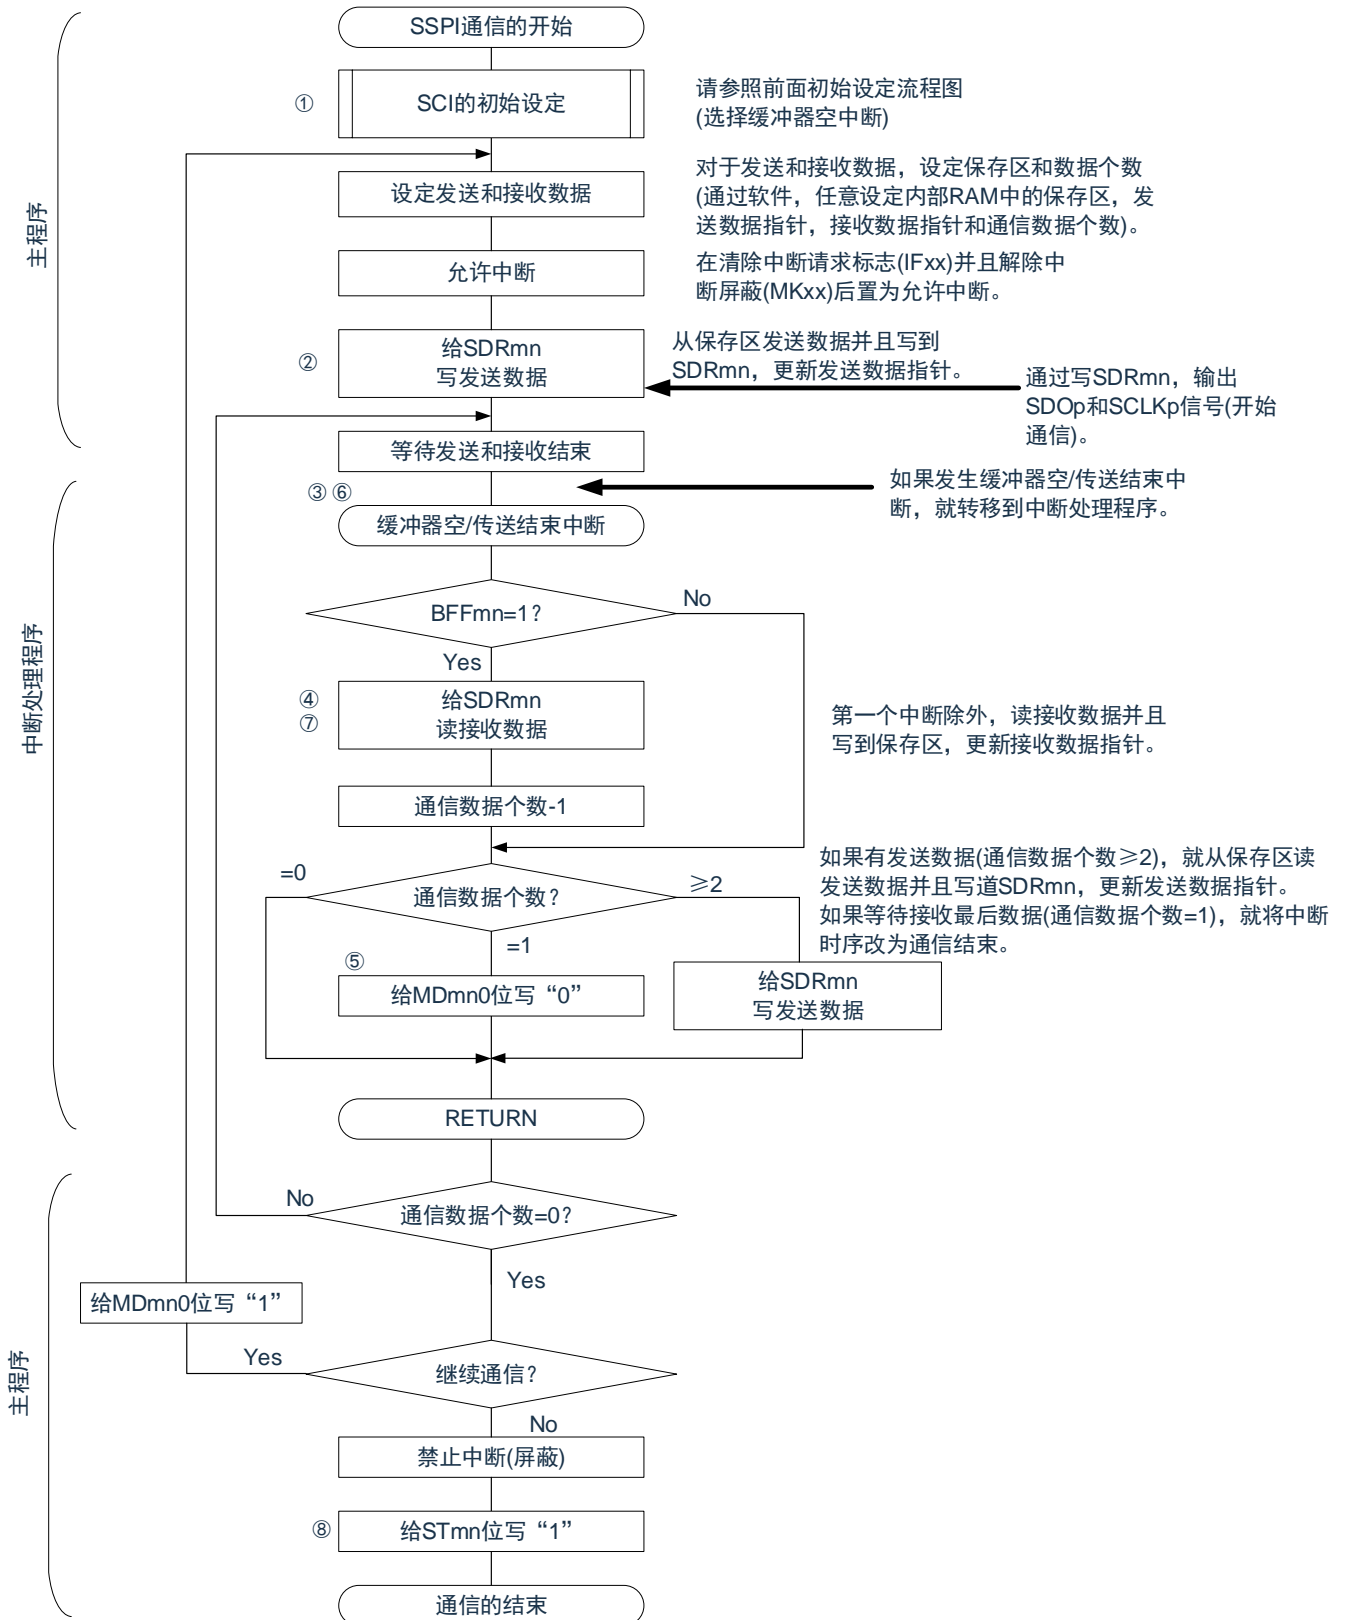 SSPI通信的开始
①
SCI的初始设定
请参照前面初始设定流程图
(选择缓冲器空中断)
主程序
设定发送和接收数据
对于发送和接收数据，设定保存区和数据个数
(通过软件，任意设定内部RAM中的保存区，发
送数据指针，接收数据指针和通信数据个数)。
允许中断
在清除中断请求标志(IFxx)并且解除中
断屏蔽(MKxx)后置为允许中断。
②
给SDRmn
写发送数据
从保存区发送数据并且写到
SDRmn，更新发送数据指针。
通过写SDRmn，输出
SDOp和SCLKp信号(开始
通信)。
等待发送和接收结束
③⑥
如果发生缓冲器空/传送结束中
断，就转移到中断处理程序。
缓冲器空/传送结束中断
中断处理程序
BFFmn=1?
No
Yes
④
⑦
给SDRmn
读接收数据
第一个中断除外，读接收数据并且
写到保存区，更新接收数据指针。
通信数据个数-1
=0
通信数据个数?
≥2
=1
如果有发送数据(通信数据个数≥2)，就从保存区读
发送数据并且写道SDRmn，更新发送数据指针。
如果等待接收最后数据(通信数据个数=1)，就将中断
时序改为通信结束。
⑤
给MDmn0位写“0”
给SDRmn
写发送数据
RETURN
主程序
No
通信数据个数=0?
Yes
给MDmn0位写“1”
Yes
继续通信?
No
禁止中断(屏蔽)
⑧
给STmn位写“1”
通信的结束